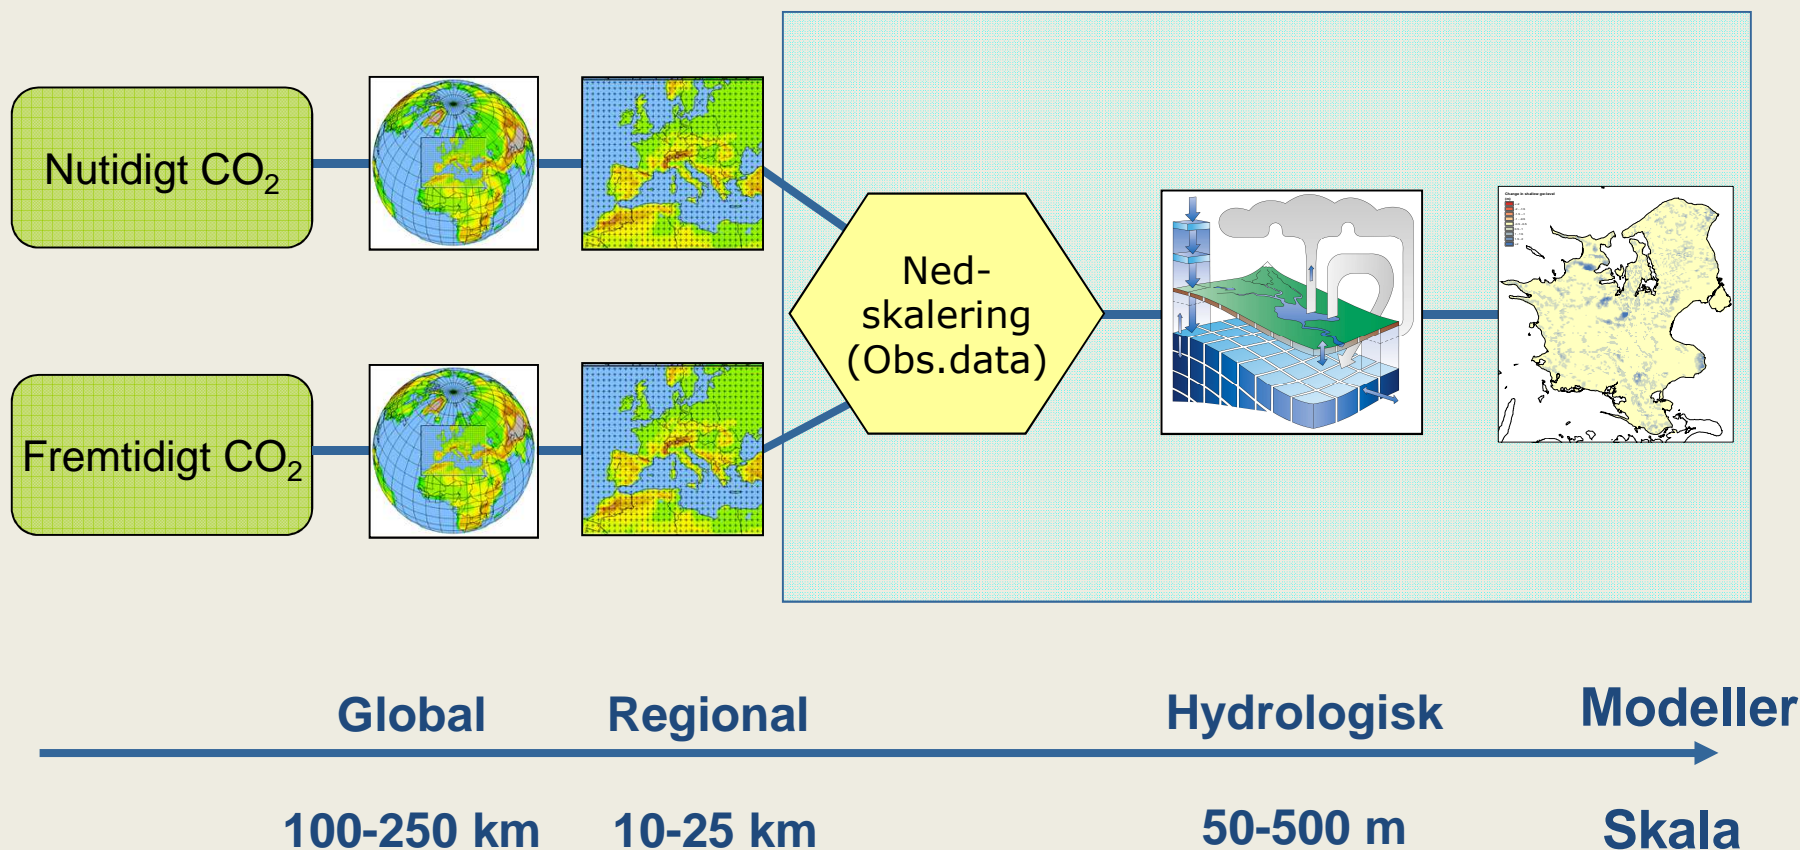 Nutidigt CO₂
Fremtidigt CO₂
Ned-
skalering
(Obs.data)
Global
Regional
Hydrologisk
Modeller
100-250 km
10-25 km
50-500 m
Skala